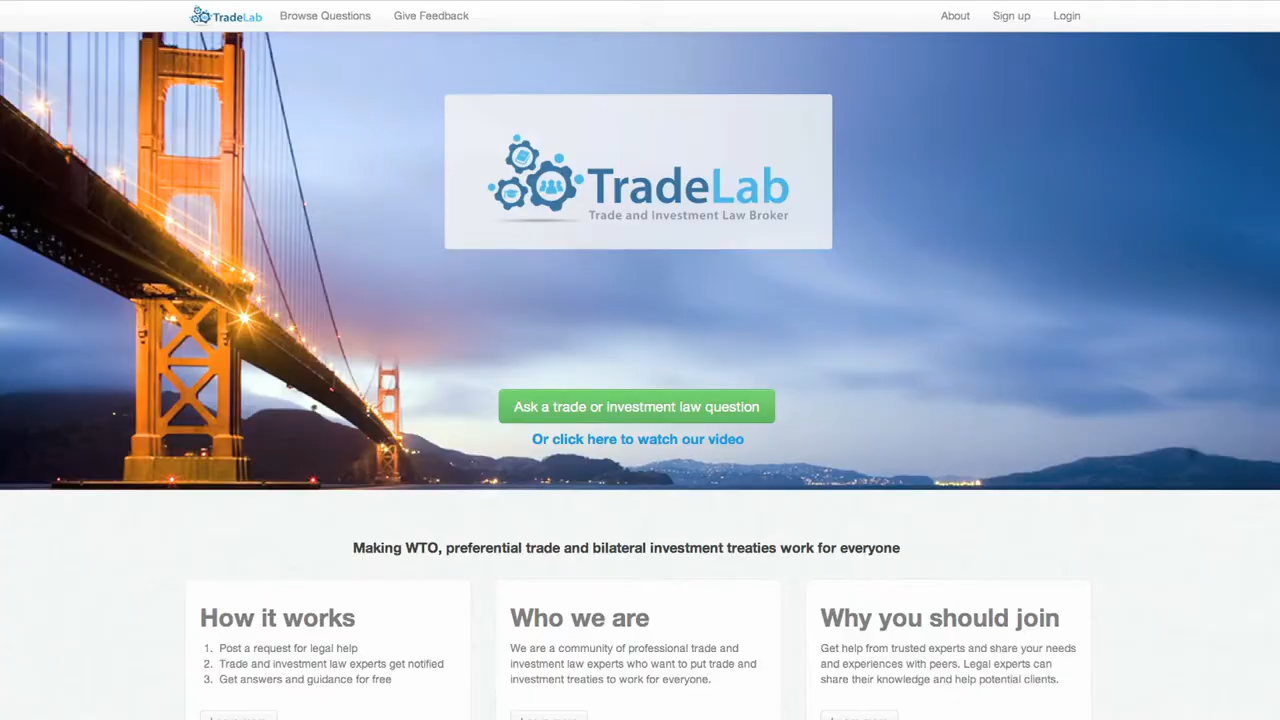 TradeLab
Browse Questions
Give Feedback
About
Sign up
Login
TradeLab
Trade and Investment Law Broker
Ask a trade or investment law question
Or click here to watch our video
Making WTO, preferential trade and bilateral investment treaties work for everyone
How it works
1. Post a request for legal help
2. Trade and investment law experts get notified
3. Get answers and guidance for free
Who we are
We are a community of professional trade and
investment law experts who want to put trade and
investment treaties to work for everyone.
Why you should join
Get help from trusted experts and share your needs
and experiences with peers. Legal experts can
share their knowledge and help potential clients.